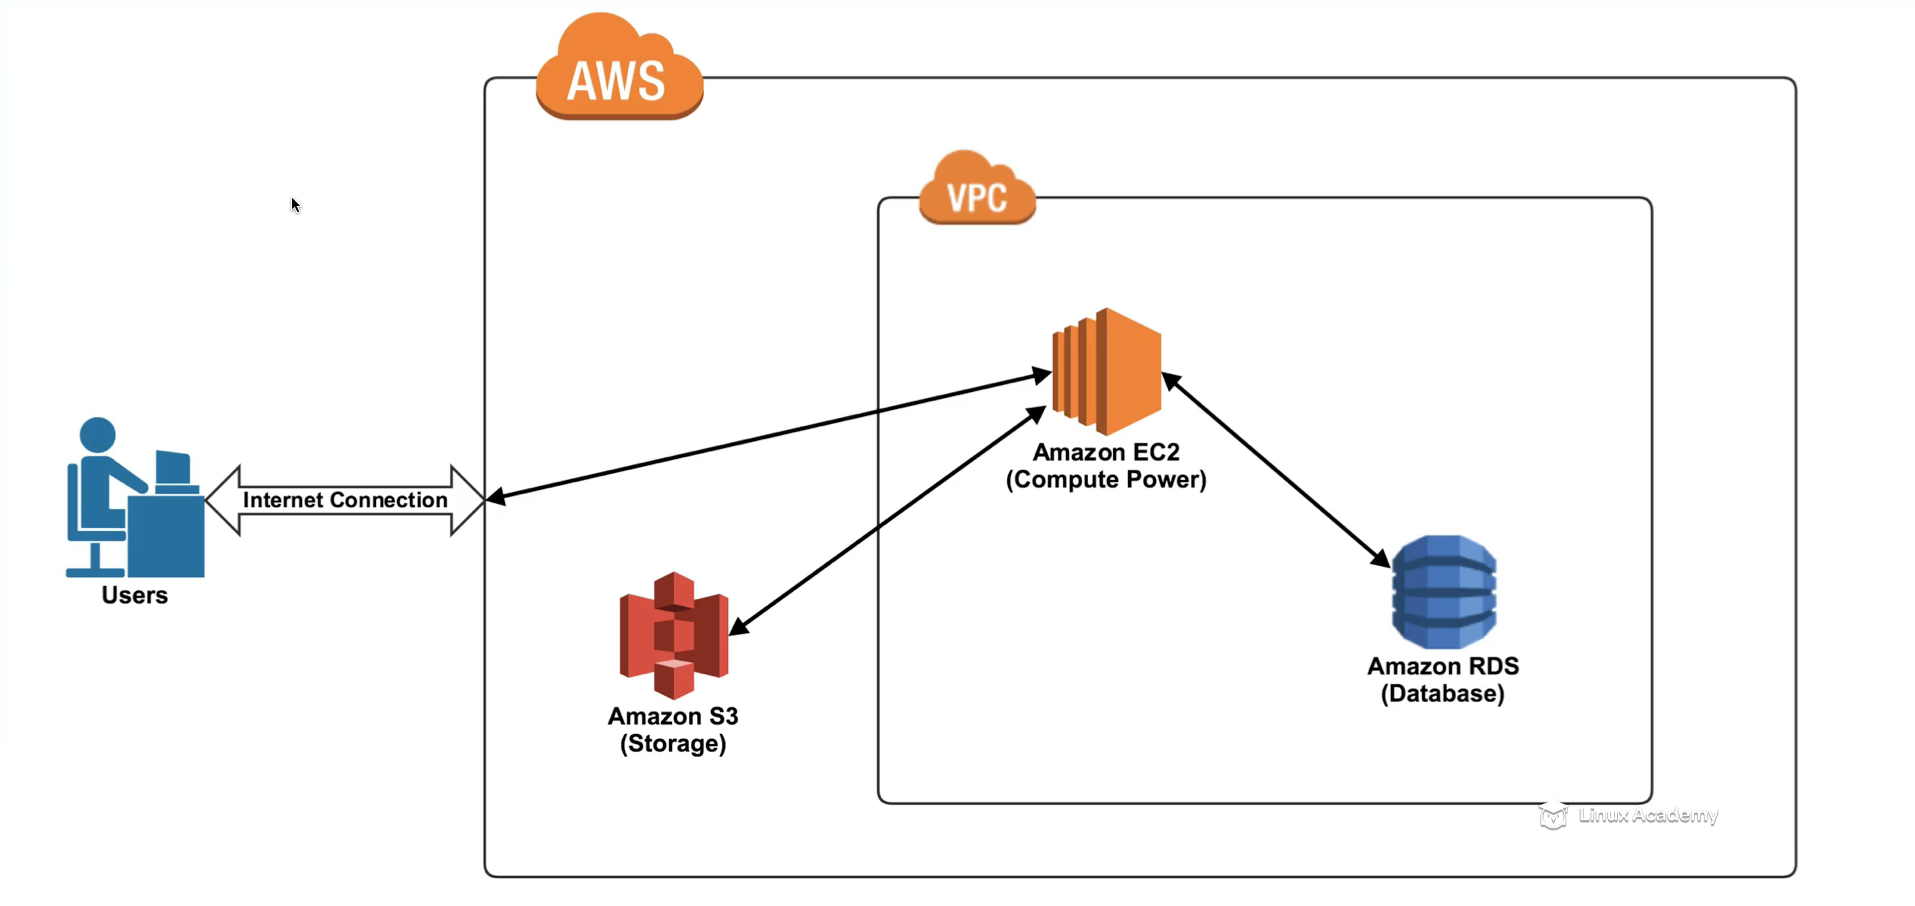 AWS
VPC
Internet Connection
Users
Amazon EC2
(Compute Power)
Amazon S3
(Storage)
Amazon RDS
(Database)
Linux Academy